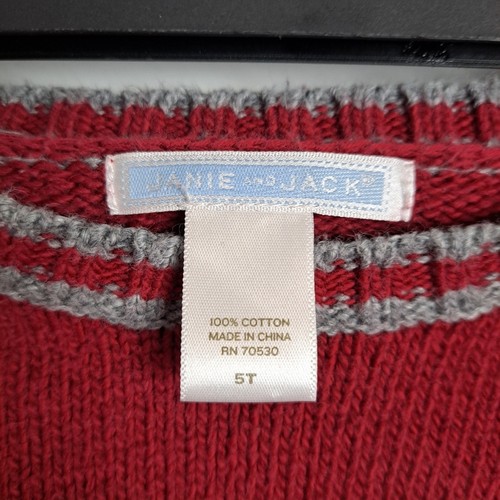 JANIE AND JACK®
100% COTTON
MADE IN CHINA
RN 70530
5T